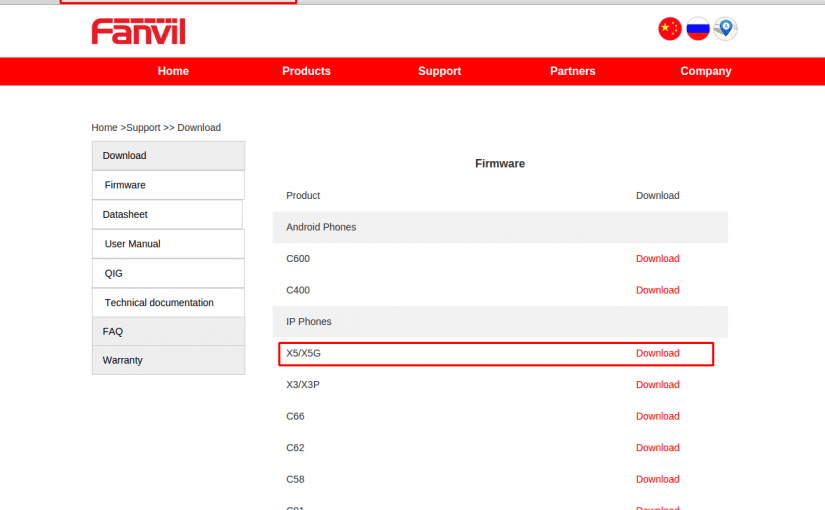 Fanvil
Home Products Support Partners Company
Home >Support >> Download
Download
Firmware
Datasheet
User Manual
QIG
Technical documentation
FAQ
Warranty
Firmware
Product Download
Android Phones
C600 Download
C400 Download
IP Phones
X5/X5G Download
X3/X3P Download
C66 Download
C62 Download
C58 Download